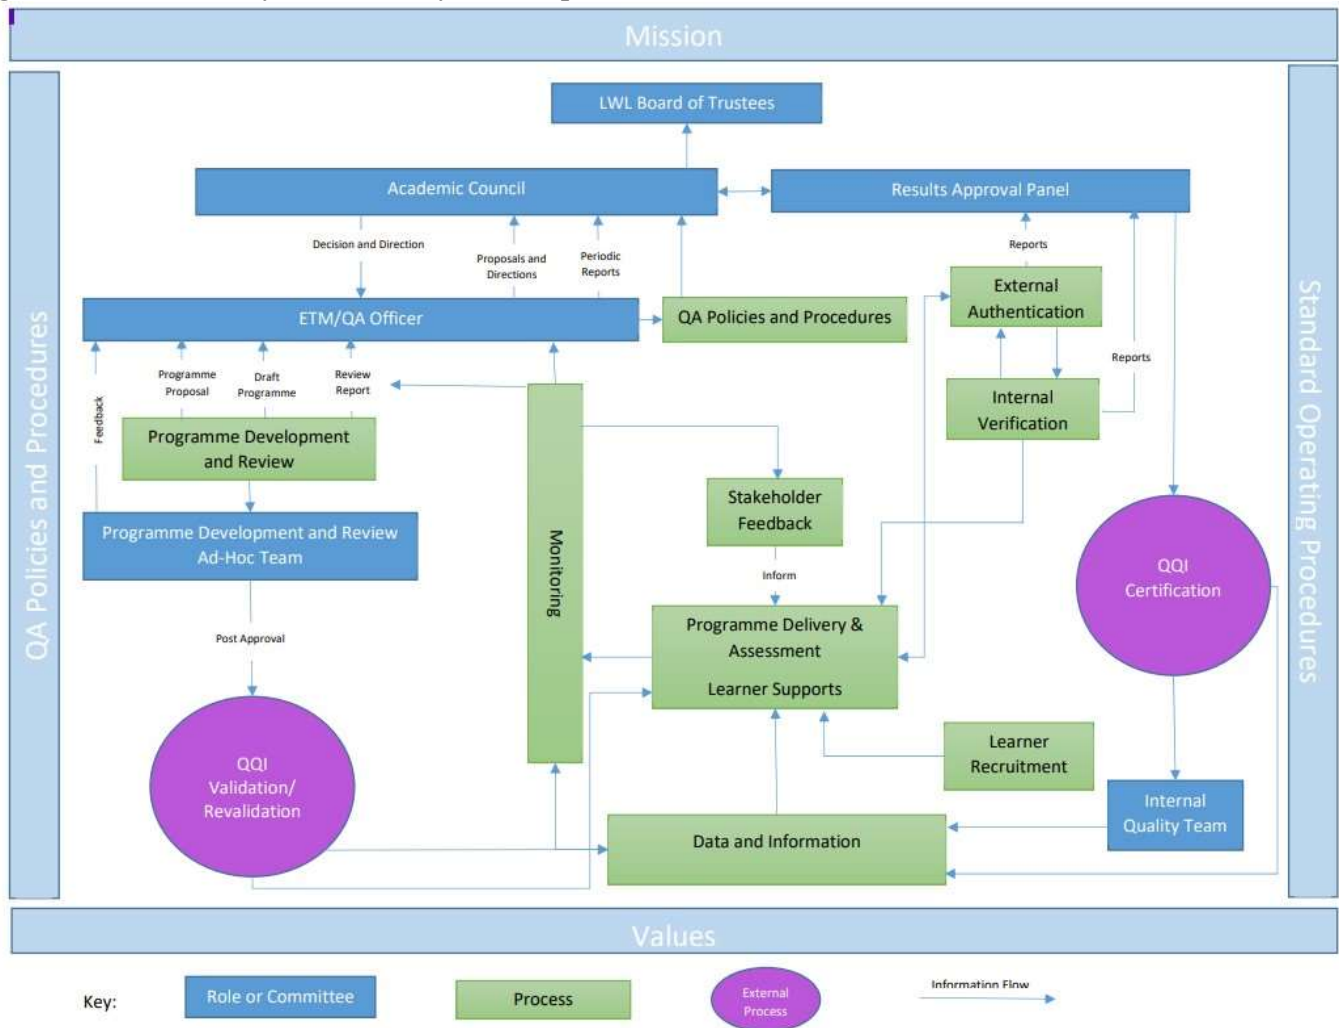 Mission
QA Policies and Procedures
Standard Operating Procedures
LWL Board of Trustees
Academic Council
Results Approval Panel
Decision and Direction
Proposals and
Directions
Periodic
Reports
Reports
ETM/QA Officer
QA Policies and Procedures
External
Authentication
Feedback
Programme
Proposal
Draft
Programme
Review
Report
Reports
Internal
Verification
Programme Development
and Review
Stakeholder
Feedback
Programme Development and Review
Ad-Hoc Team
Monitoring
Inform
QQI
Certification
Programme Delivery &
Assessment
Learner Supports
Post Approval
Learner
Recruitment
QQI
Validation/
Revalidation
Internal
Quality Team
Data and Information
Values
Key:
Role or Committee
Process
External
Process
Information Flow